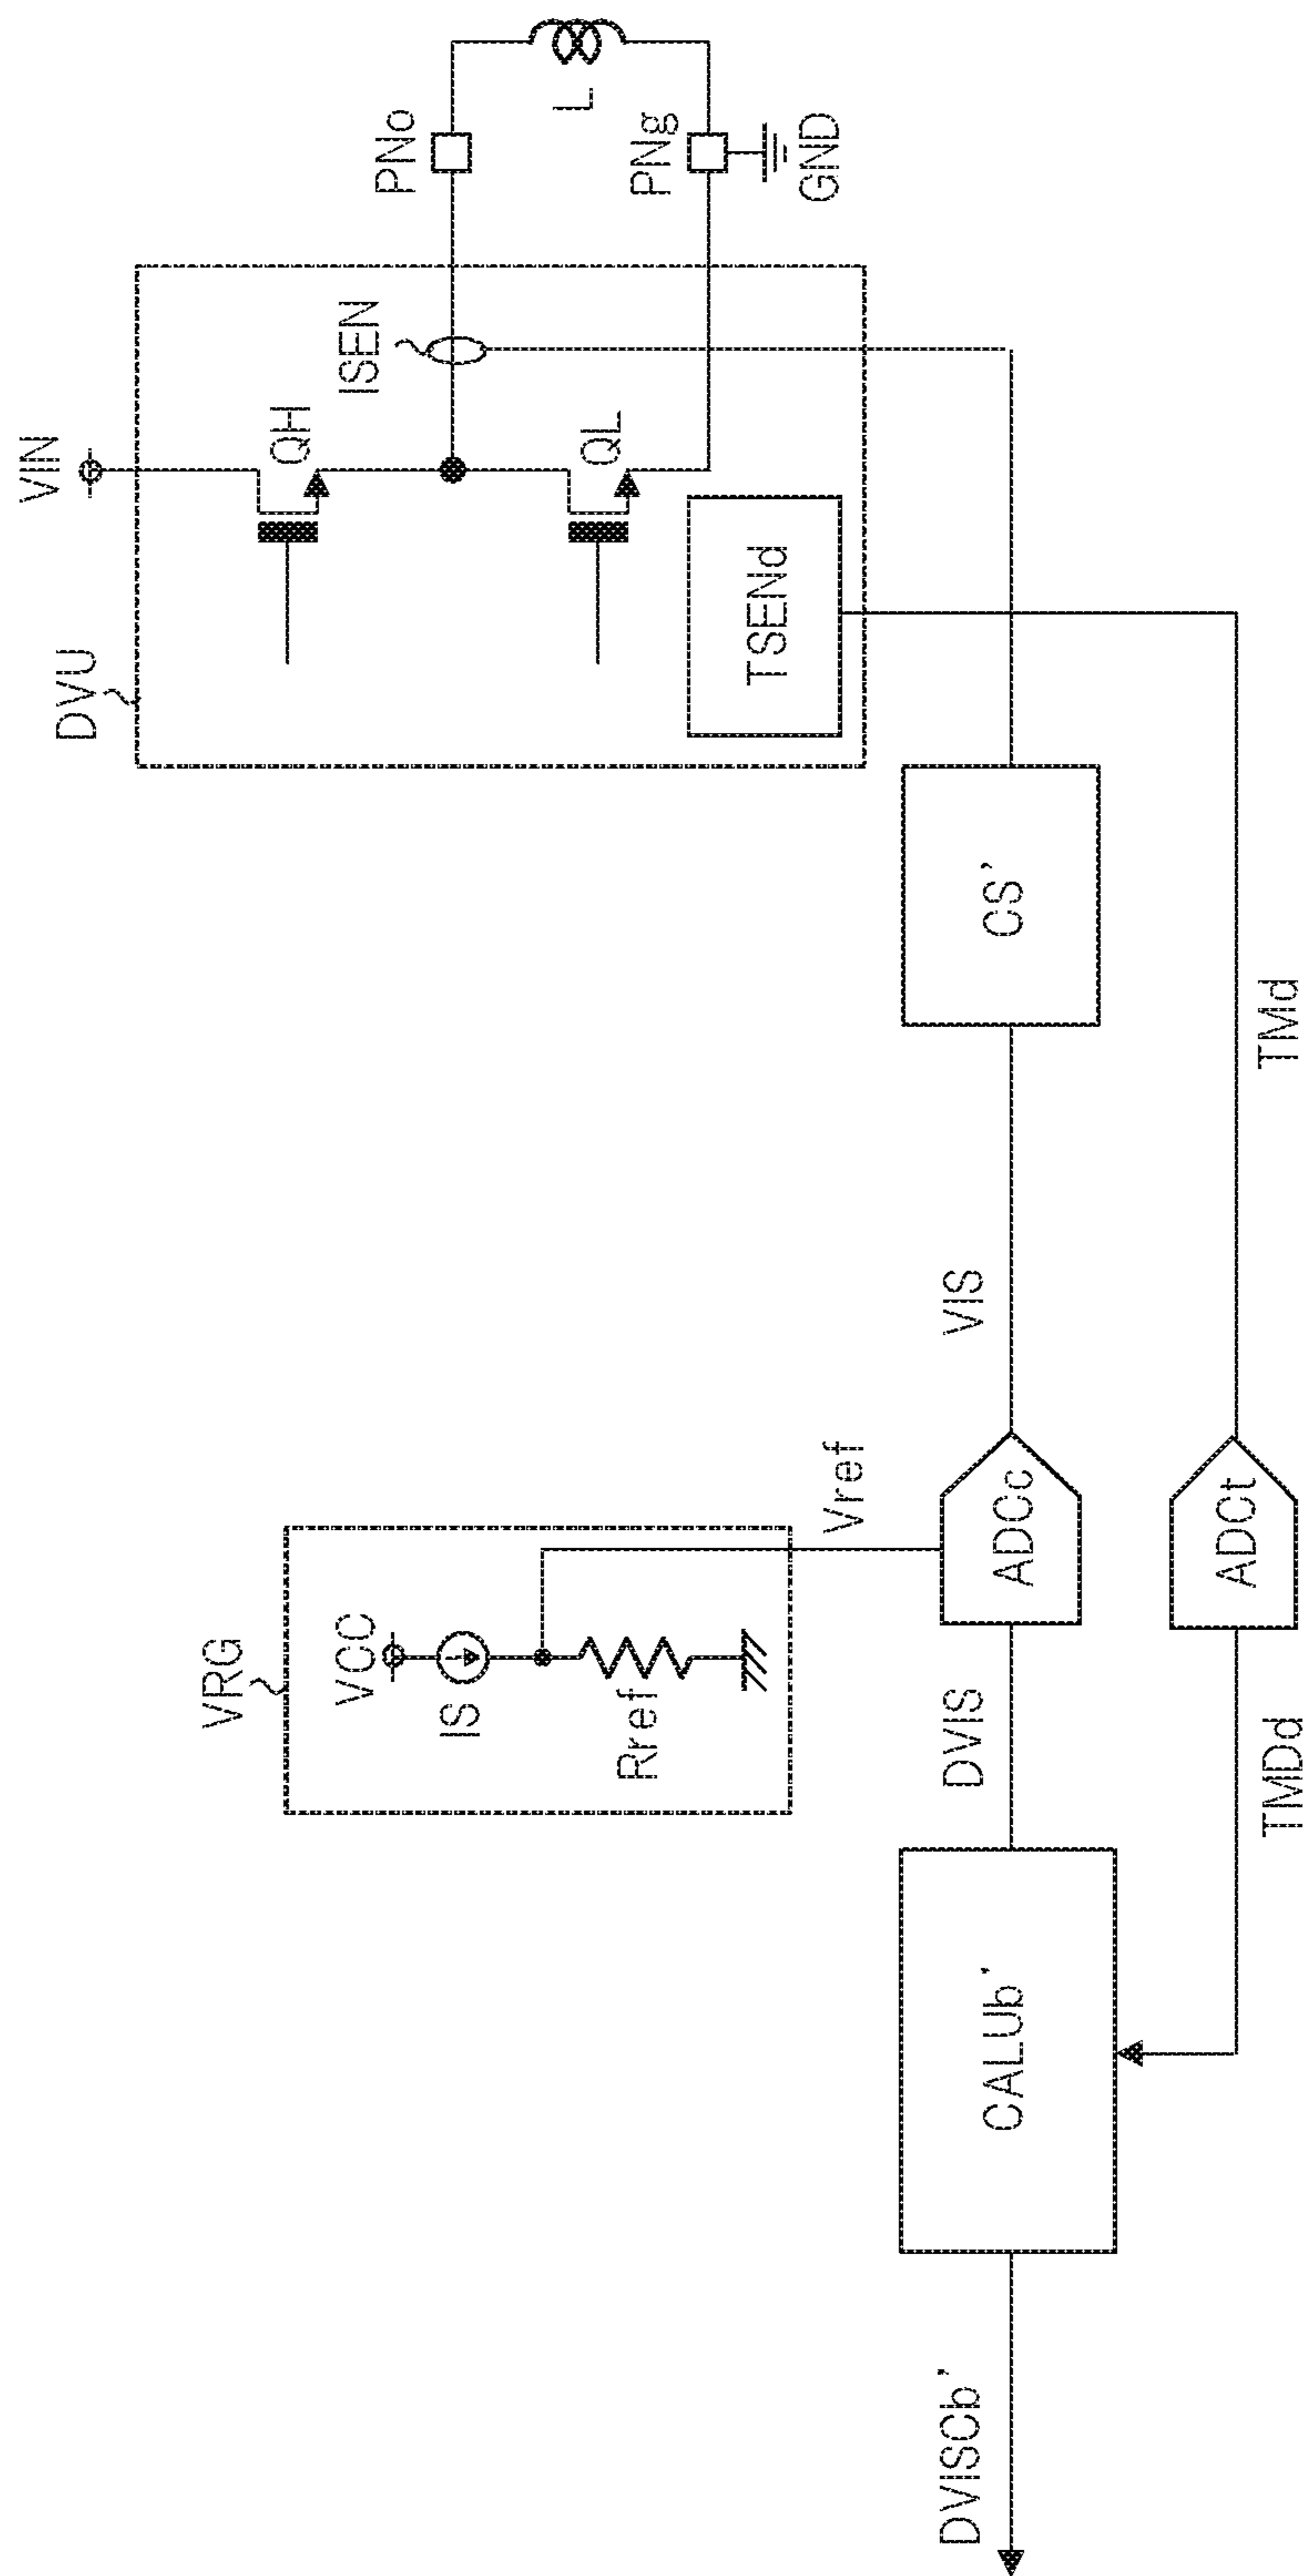 VIN
DVU
QH
ISEN
PNo
L
QL
PNg
GND
TSENd
VRG
VCC
IS
Rref
Vref
DVISCb’
CALUb’
DVIS
ADCc
VIS
CS’
TMDd
ADCt
TMd